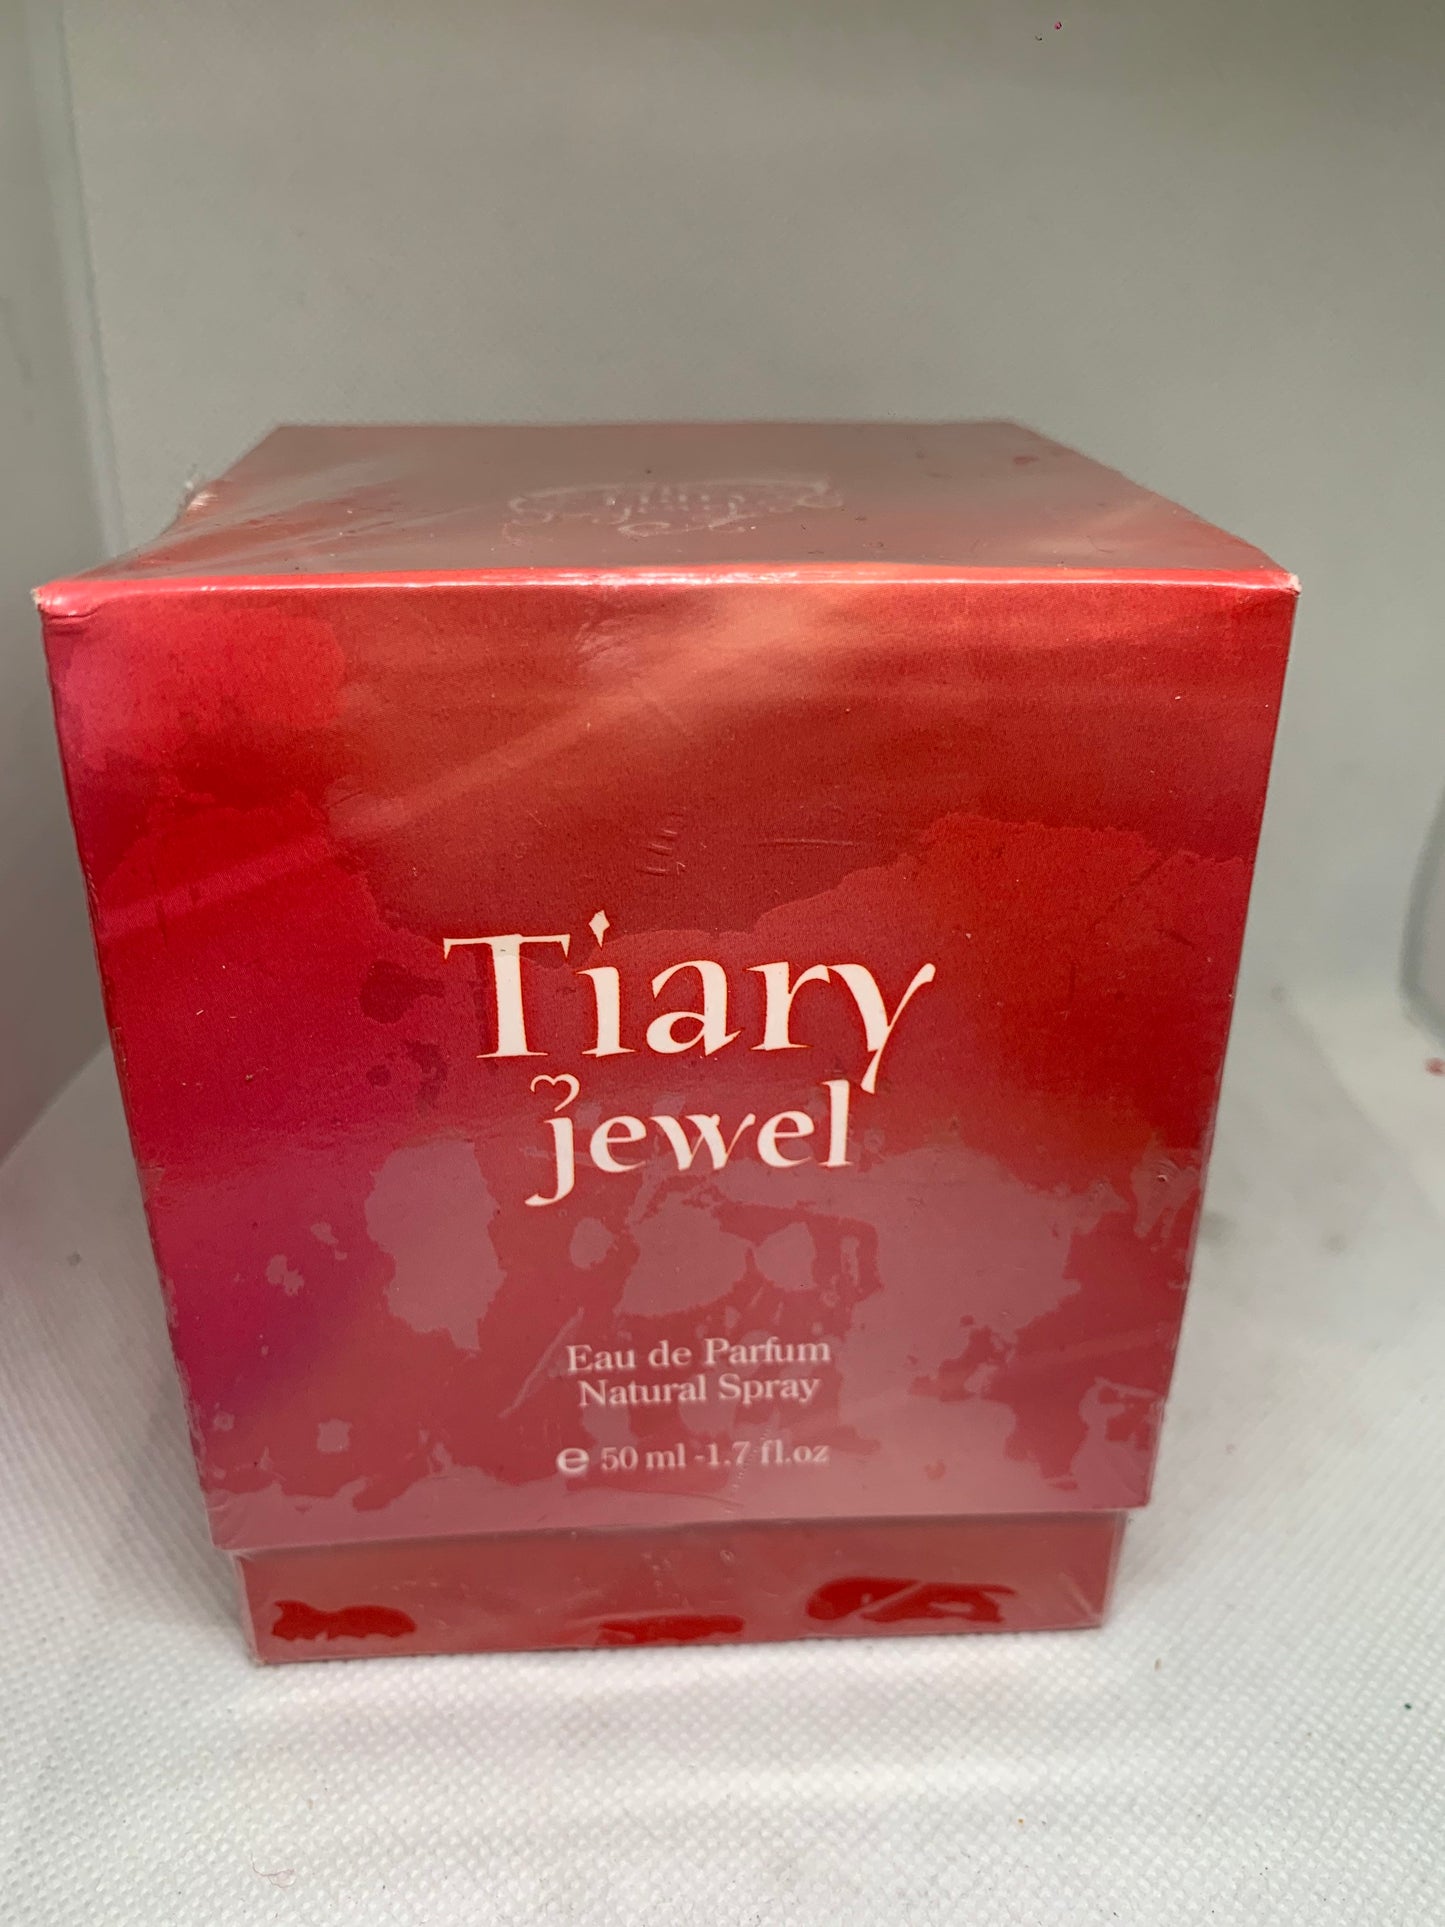 Tiary
jewel
Eau de Parfum
Natural Spray
℮ 50 ml -1.7 fl.oz